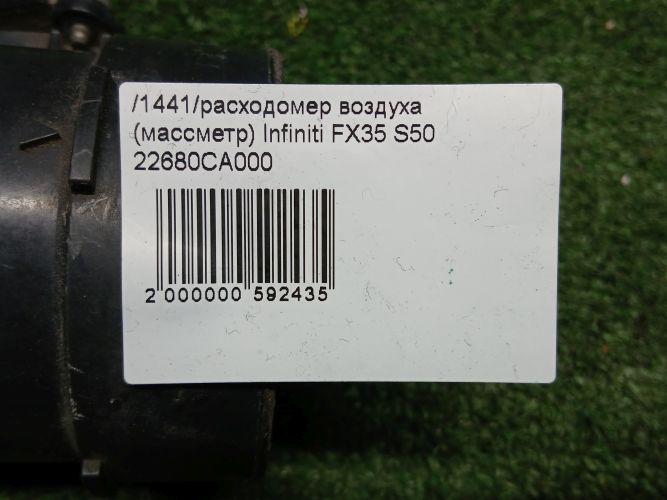 /1441/расходомер воздуха
(массметр) Infiniti FX35 S50
22680CA000
2 000000 592435